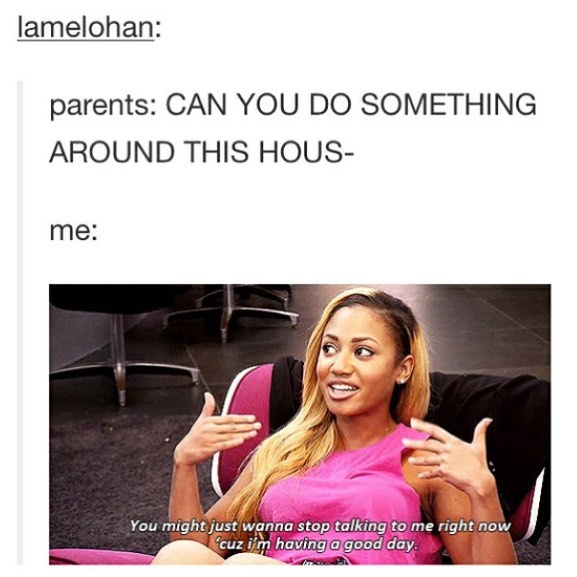 lamelohan:
parents: CAN YOU DO SOMETHING
AROUND THIS HOUS-
me:
You might just wanna stop talking to me right now
'cuz i'm having a good day.